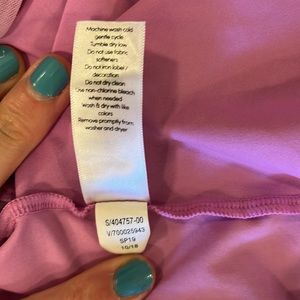 Machine wash cold
gentle cycle
Tumble dry low
Do not use fabric
softeners
Do not iron label /
decoration
Do not dry clean
Use non-chlorine bleach
when needed
Wash & dry with like
colors
Remove promptly from
washer and dryer
S/404757-00
V/700025943
SP19
10/18